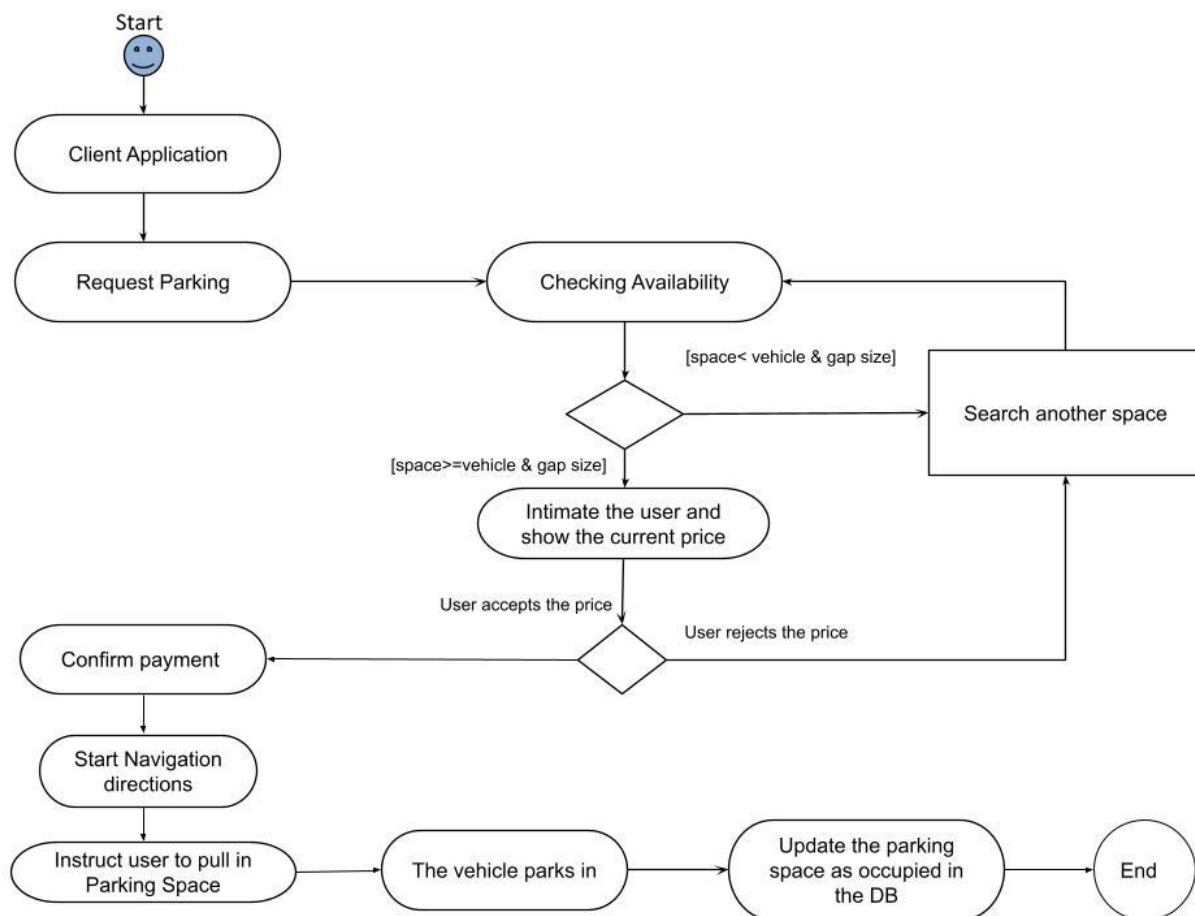 Start
Client Application
Request Parking
Checking Availability
[space< vehicle & gap size]
Search another space
[space>=vehicle & gap size]
Intimate the user and
show the current price
User accepts the price
User rejects the price
Confirm payment
Start Navigation
directions
Instruct user to pull in
Parking Space
The vehicle parks in
Update the parking
space as occupied in
the DB
End